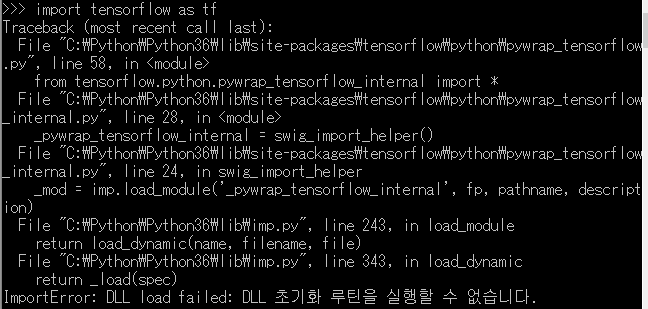 >>> import tensorflow as tf
Traceback (most recent call last):
  File "C:₩Python₩Python36₩lib₩site-packages₩tensorflow₩python₩pywrap_tensorflow
.py", line 58, in <module>
    from tensorflow.python.pywrap_tensorflow_internal import *
  File "C:₩Python₩Python36₩lib₩site-packages₩tensorflow₩python₩pywrap_tensorflow
_internal.py", line 28, in <module>
    _pywrap_tensorflow_internal = swig_import_helper()
  File "C:₩Python₩Python36₩lib₩site-packages₩tensorflow₩python₩pywrap_tensorflow
_internal.py", line 24, in swig_import_helper
    _mod = imp.load_module('_pywrap_tensorflow_internal', fp, pathname, descript
ion)
  File "C:₩Python₩Python36₩lib₩imp.py", line 243, in load_module
    return load_dynamic(name, filename, file)
  File "C:₩Python₩Python36₩lib₩imp.py", line 343, in load_dynamic
    return _load(spec)
ImportError: DLL load failed: DLL 초기화 루틴을 실행할 수 없습니다.